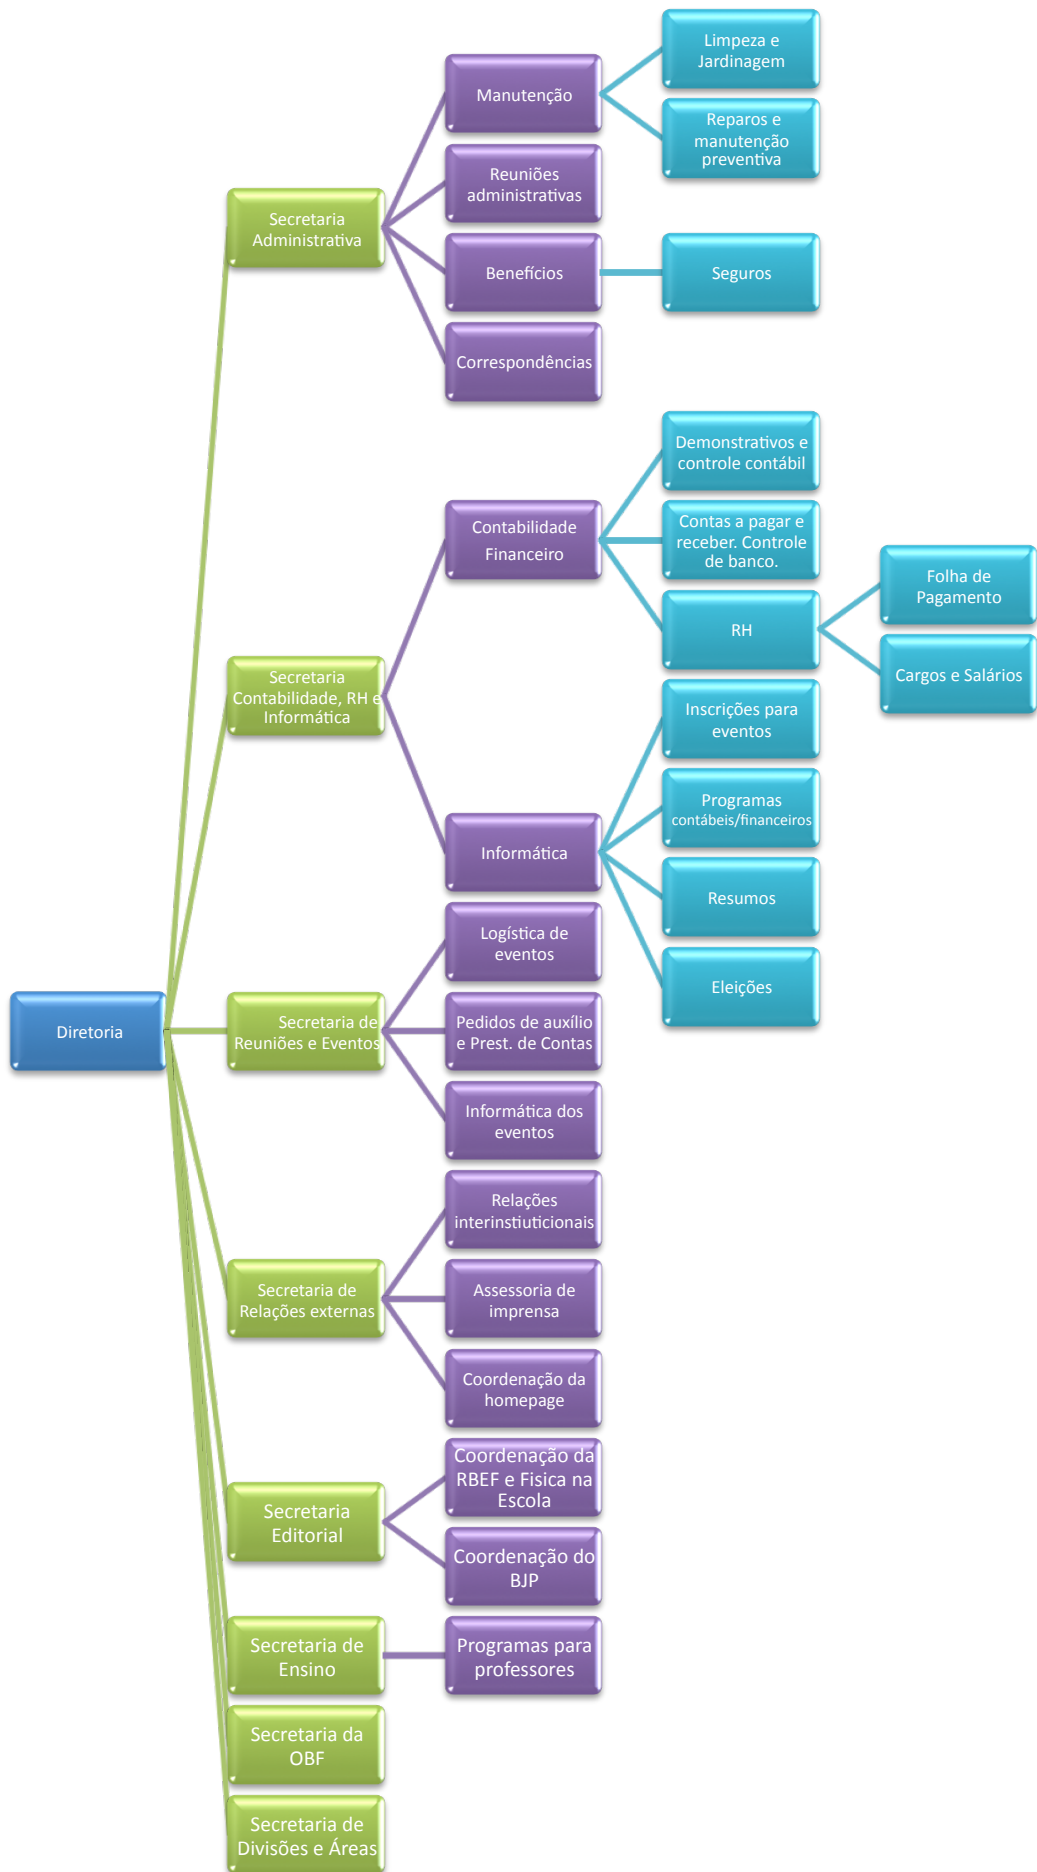 Diretoria
Secretaria
Administrativa
Manutenção
Limpeza e
Jardinagem
Reparos e
manutenção
preventiva
Reuniões
administrativas
Benefícios
Seguros
Correspondências
Secretaria
Contabilidade, RH e
Informática
Contabilidade
Financeiro
Demonstrativos e
controle contábil
Contas a pagar e
receber. Controle
de banco.
RH
Folha de
Pagamento
Cargos e Salários
Informática
Inscrições para
eventos
Programas
contábeis/financeiros
Resumos
Eleições
Secretaria de
Reuniões e Eventos
Logística de
eventos
Pedidos de auxílio
e Prest. de Contas
Informática dos
eventos
Secretaria de
Relações externas
Relações
interinstiuticionais
Assessoria de
imprensa
Coordenação da
homepage
Secretaria
Editorial
Coordenação da
RBEF e Fisica na
Escola
Coordenação do
BJP
Secretaria de
Ensino
Programas para
professores
Secretaria da
OBF
Secretaria de
Divisões e Áreas